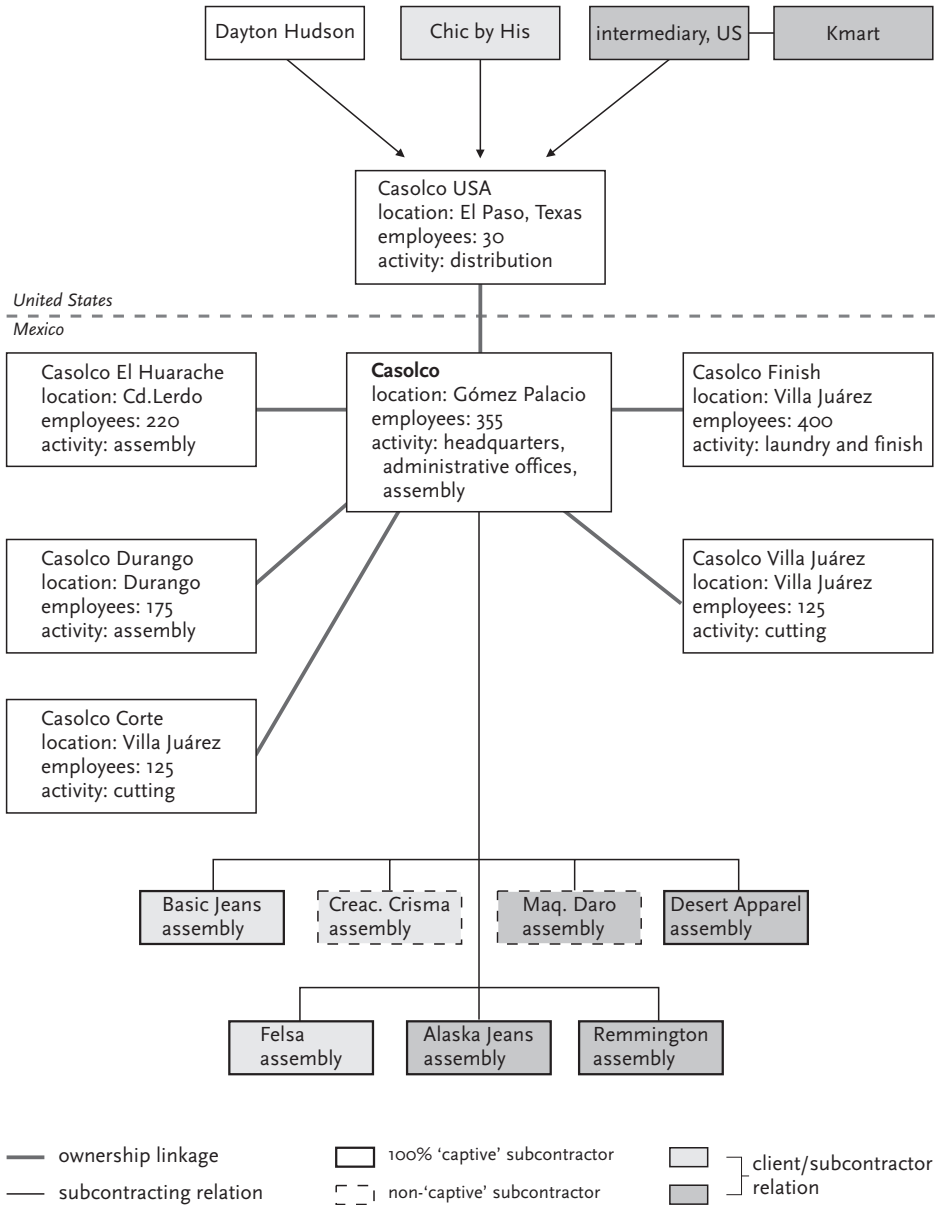 Dayton Hudson
Chic by His
intermediary, US
Kmart
Casolco USA
location: El Paso, Texas
employees: 30
activity: distribution
United States
Mexico
Casolco El Huarache
location: Cd.Lerdo
employees: 220
activity: assembly
Casolco
location: Gómez Palacio
employees: 355
activity: headquarters,
administrative offices,
assembly
Casolco Finish
location: Villa Juárez
employees: 400
activity: laundry and finish
Casolco Durango
location: Durango
employees: 175
activity: assembly
Casolco Villa Juárez
location: Villa Juárez
employees: 125
activity: cutting
Casolco Corte
location: Villa Juárez
employees: 125
activity: cutting
Basic Jeans
assembly
Creac. Crisma
assembly
Maq. Daro
assembly
Desert Apparel
assembly
Felsa
assembly
Alaska Jeans
assembly
Remmington
assembly
ownership linkage
subcontracting relation
100% ‘captive’ subcontractor
non-‘captive’ subcontractor
client/subcontractor
relation